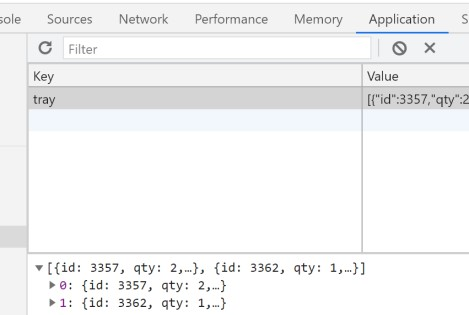 sole Sources Network Performance Memory Application S
Filter
Key Value
tray [{"id":3357,"qty":2
[{id: 3357, qty: 2,…}, {id: 3362, qty: 1,…}]
0: {id: 3357, qty: 2,…}
1: {id: 3362, qty: 1,…}